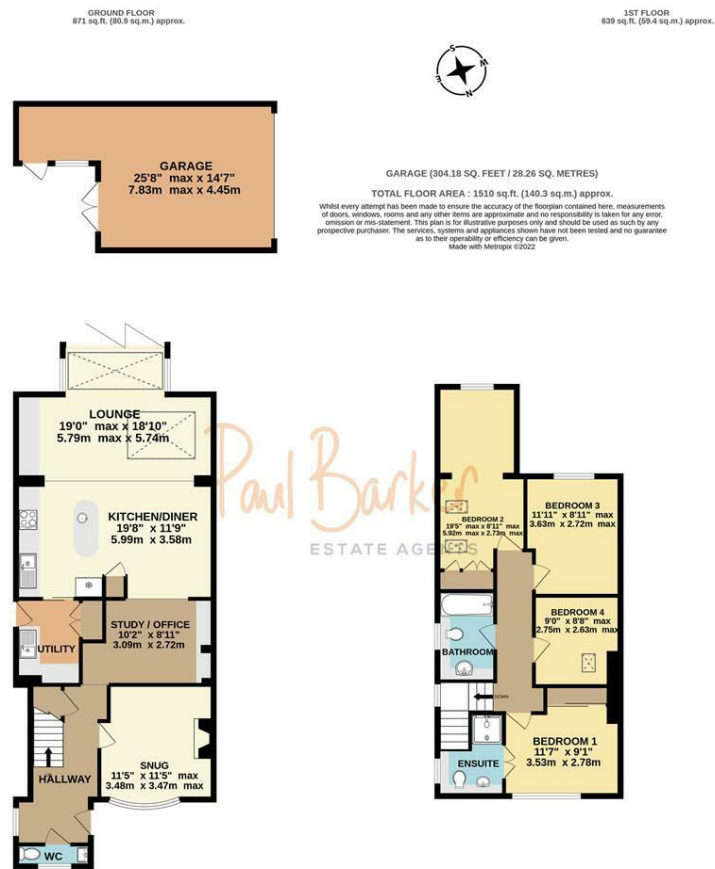 GROUND FLOOR
871 sq.ft. (80.9 sq.m.) approx.
1ST FLOOR
639 sq.ft. (59.4 sq.m.) approx.
S
W
E
N
GARAGE
25'8" max x 14'7"
7.83m max x 4.45m
GARAGE (304.18 SQ. FEET / 28.26 SQ. METRES)
TOTAL FLOOR AREA : 1510 sq.ft. (140.3 sq.m.) approx.
Whilst every attempt has been made to ensure the accuracy of the floorplan contained here, measurements
of doors, windows, rooms and any other items are approximate and no responsibility is taken for any error,
omission or mis-statement. This plan is for illustrative purposes only and should be used as such by any
prospective purchaser. The services, systems and appliances shown have not been tested and no guarantee
as to their operability or efficiency can be given.
Made with Metropix ©2022
LOUNGE
19'0" max x 18'10"
5.79m max x 5.74m
KITCHEN/DINER
19'8" x 11'9"
5.99m x 3.58m
STUDY / OFFICE
10'2" x 8'11"
3.09m x 2.72m
UTILITY
SNUG
11'5" x 11'5" max
3.48m x 3.47m max
HALLWAY
UP
WC
Paul Barker
ESTATE AGENTS
BEDROOM 2
19'5" max x 8'11" max
5.92m max x 2.73m max
BEDROOM 3
11'11" x 8'11" max
3.63m x 2.72m max
BEDROOM 4
9'0" x 8'8" max
2.75m x 2.63m max
BATHROOM
DOWN
BEDROOM 1
11'7" x 9'1"
3.53m x 2.78m
ENSUITE